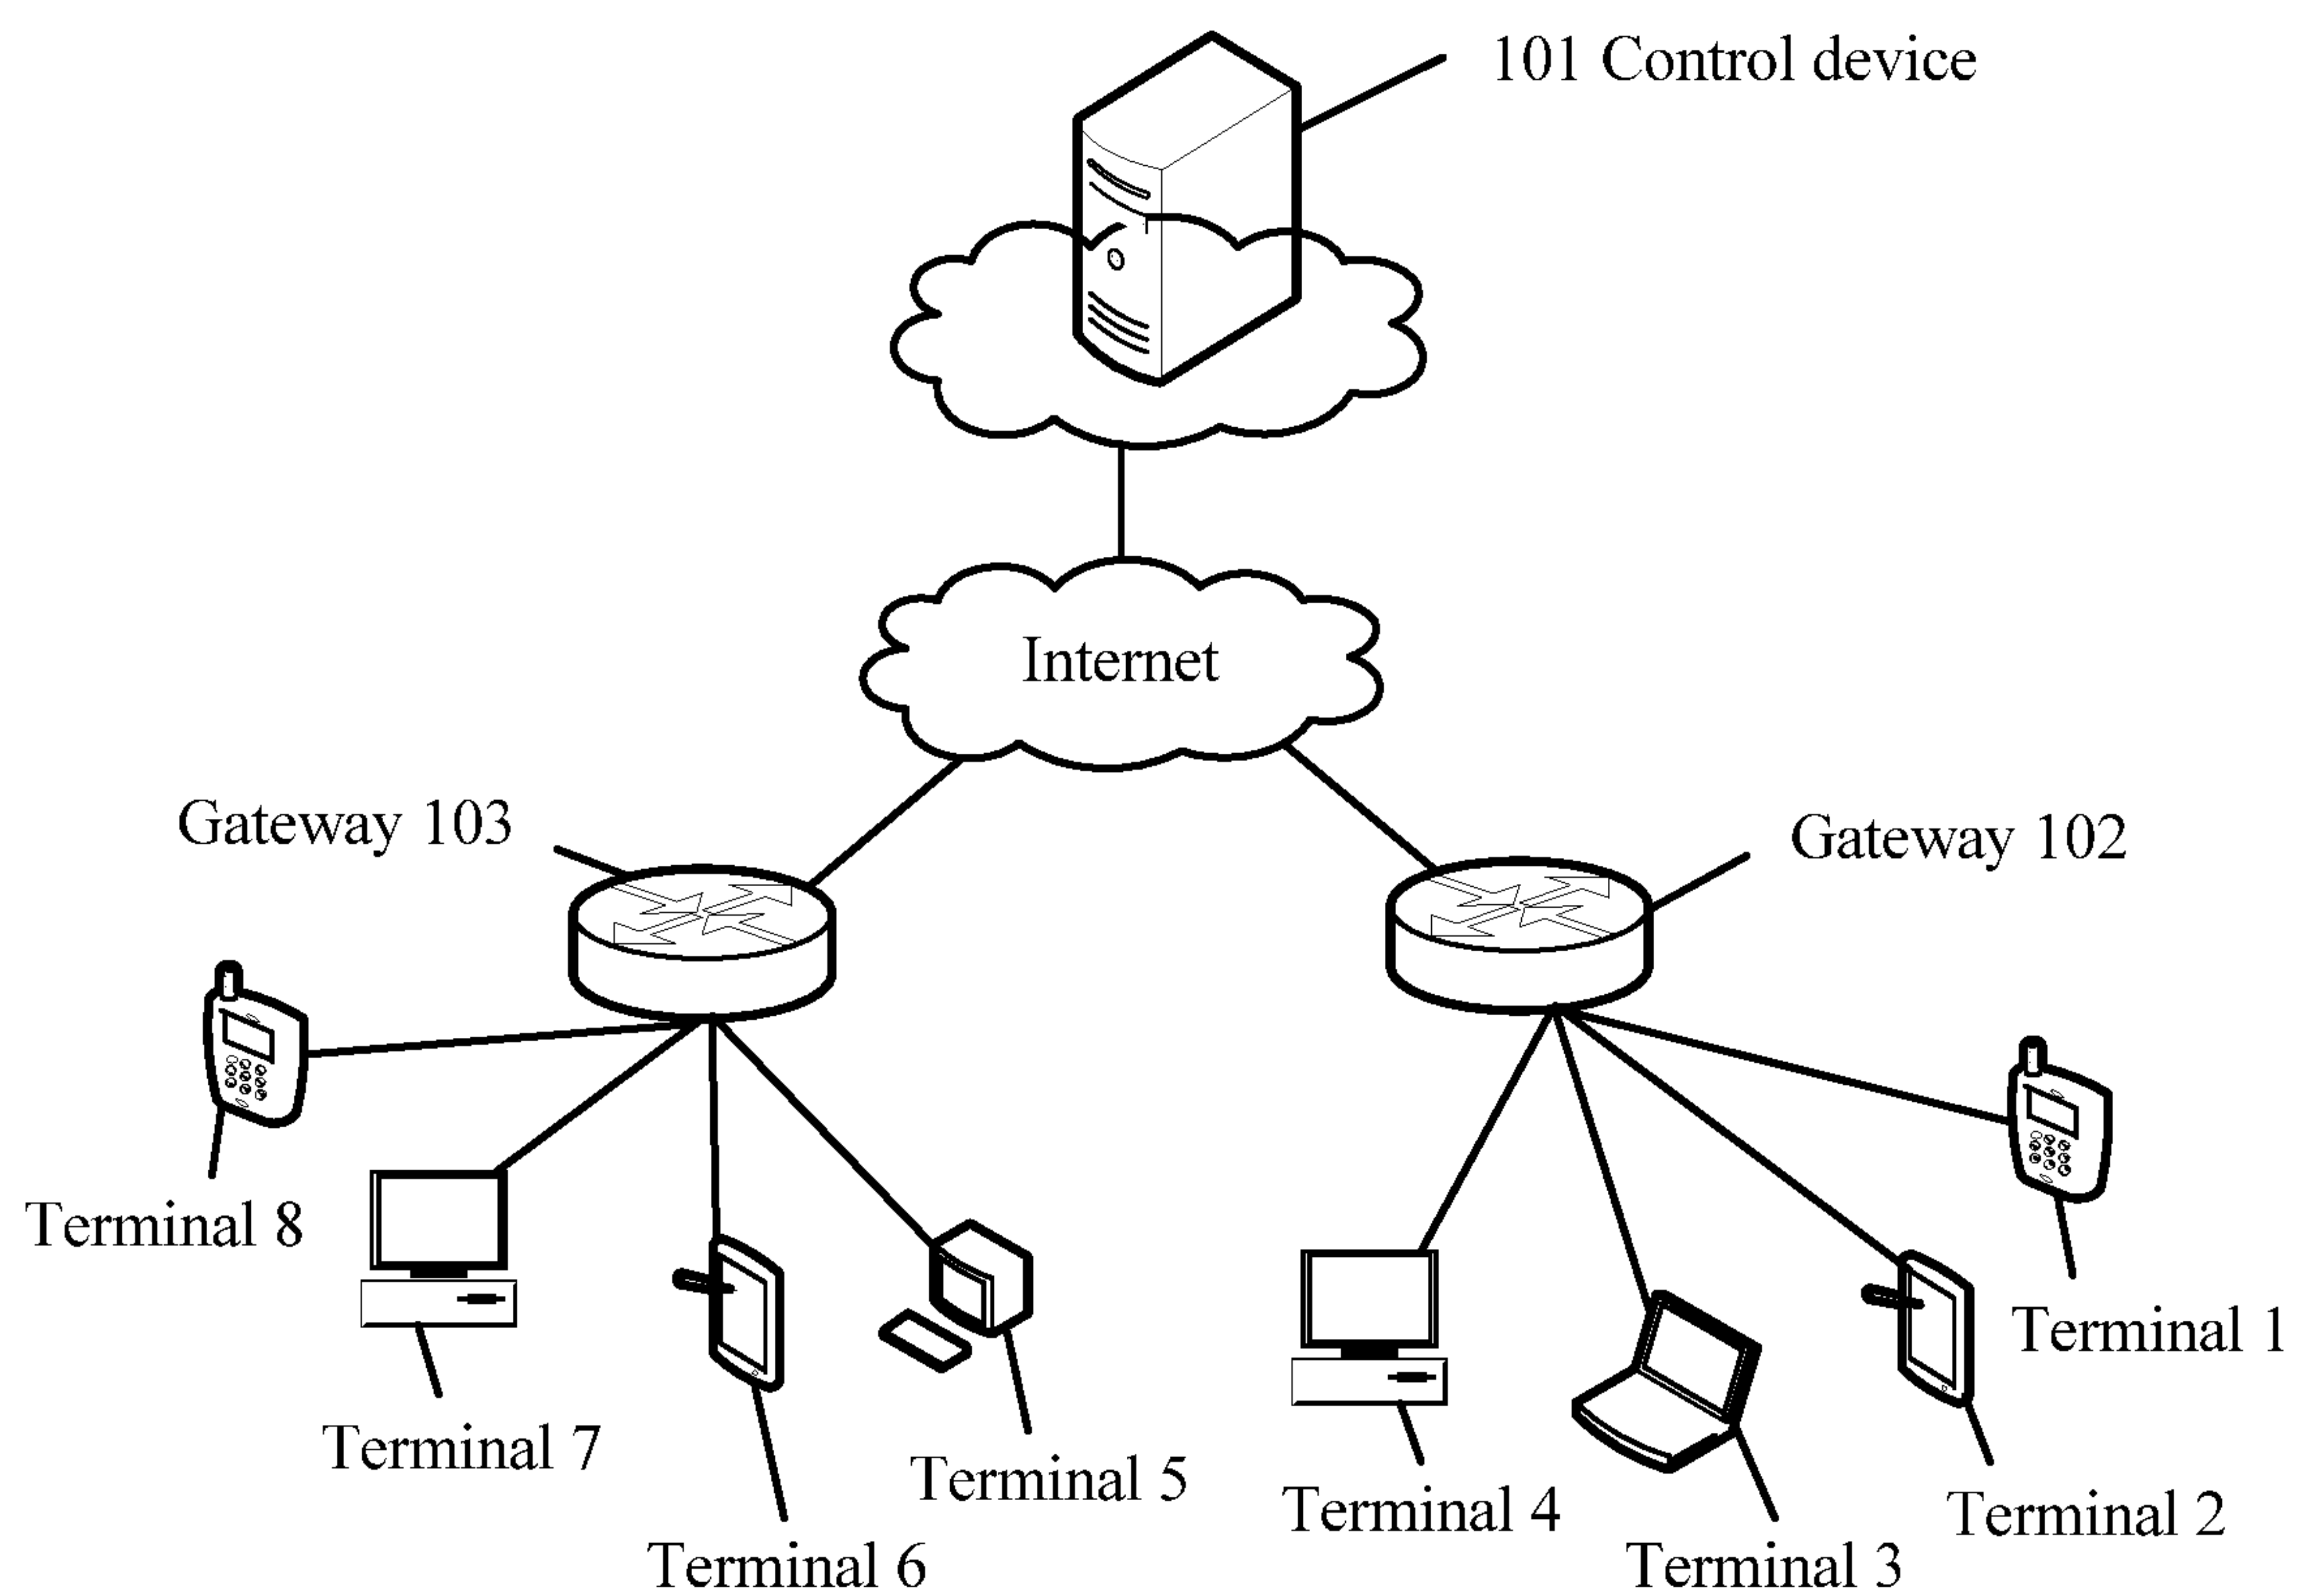 101 Control device
Internet
Gateway 103
Gateway 102
Terminal 8
Terminal 1
Terminal 7
Terminal 5
Terminal 4
Terminal 2
Terminal 6
Terminal 3